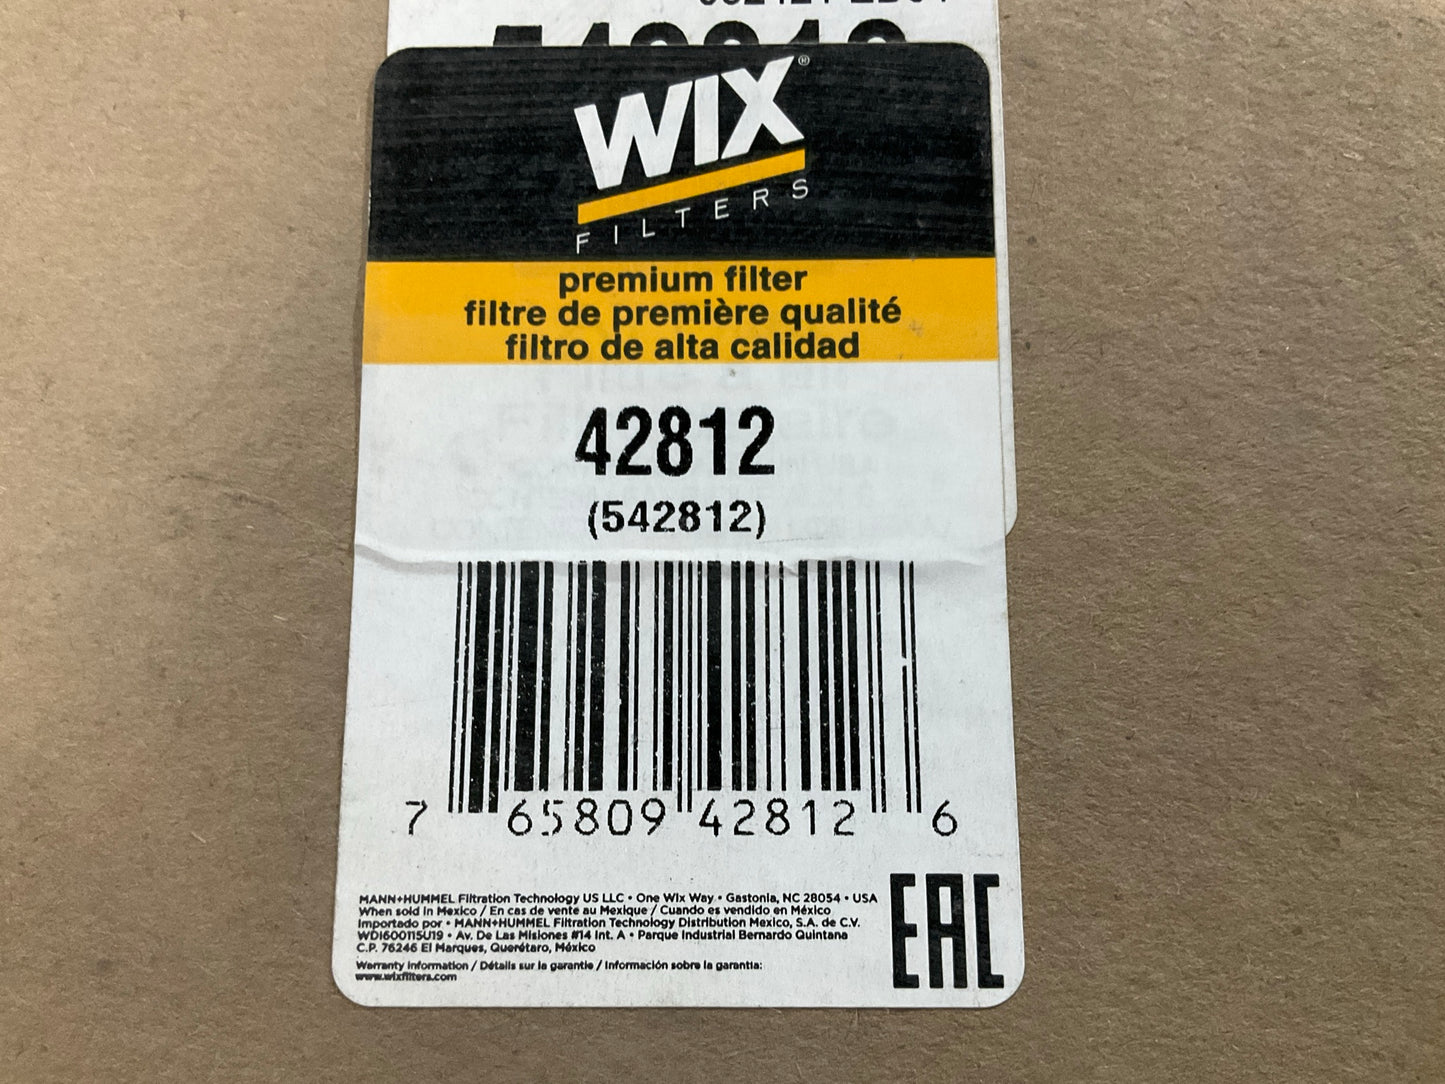 WIX®
FILTERS
premium filter
filtre de première qualité
filtro de alta calidad
42812
(542812)
7 65809 42812 6
MANN+HUMMEL Filtration Technology US LLC • One Wix Way • Gastonia, NC 28054 • USA
When sold in Mexico / En cas de vente au Mexique / Cuando es vendido en México
Importado por • MANN+HUMMEL Filtration Technology Distribution Mexico, S.A. de C.V.
WDI600115U19 • Av. De Las Misiones #14 Int. A • Parque Industrial Bernardo Quintana
C.P. 76246 El Marques, Querétaro, México
Warranty information / Détails sur la garantie / Información sobre la garantia:
www.wixfilters.com
EAC